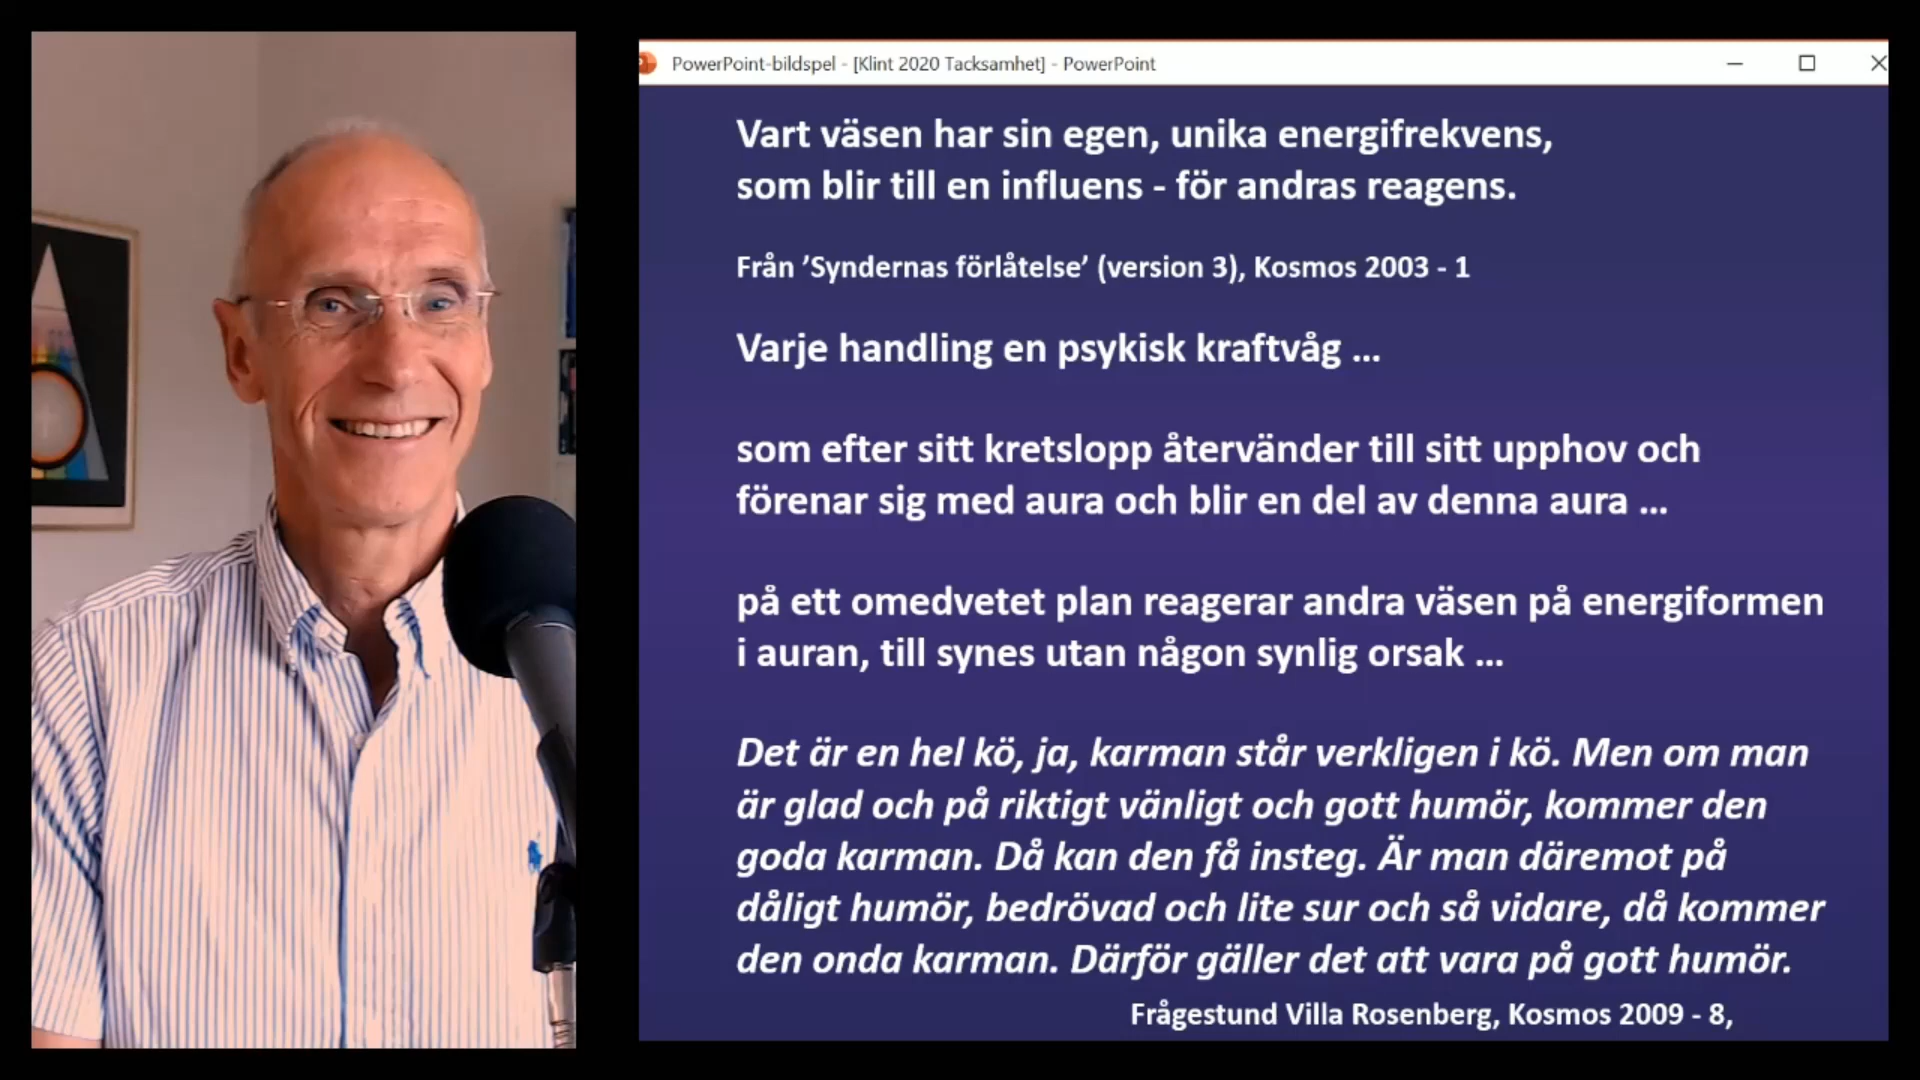 PowerPoint-bildspel - [Klint 2020 Tacksamhet] - PowerPoint
Vart väsen har sin egen, unika energifrekvens,
som blir till en influens - för andras reagens.
Från ’Syndernas förlåtelse’ (version 3), Kosmos 2003 - 1
Varje handling en psykisk kraftvåg ...
som efter sitt kretslopp återvänder till sitt upphov och
förenar sig med aura och blir en del av denna aura ...
på ett omedvetet plan reagerar andra väsen på energiformen
i auran, till synes utan någon synlig orsak ...
Det är en hel kö, ja, karman står verkligen i kö. Men om man
är glad och på riktigt vänligt och gott humör, kommer den
goda karman. Då kan den få insteg. Är man däremot på
dåligt humör, bedrövad och lite sur och så vidare, då kommer
den onda karman. Därför gäller det att vara på gott humör.
Frågestund Villa Rosenberg, Kosmos 2009 - 8,